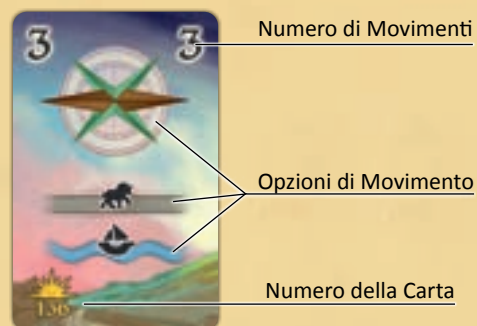 3 3
Numero di Movimenti
Opzioni di Movimento
136
Numero della Carta